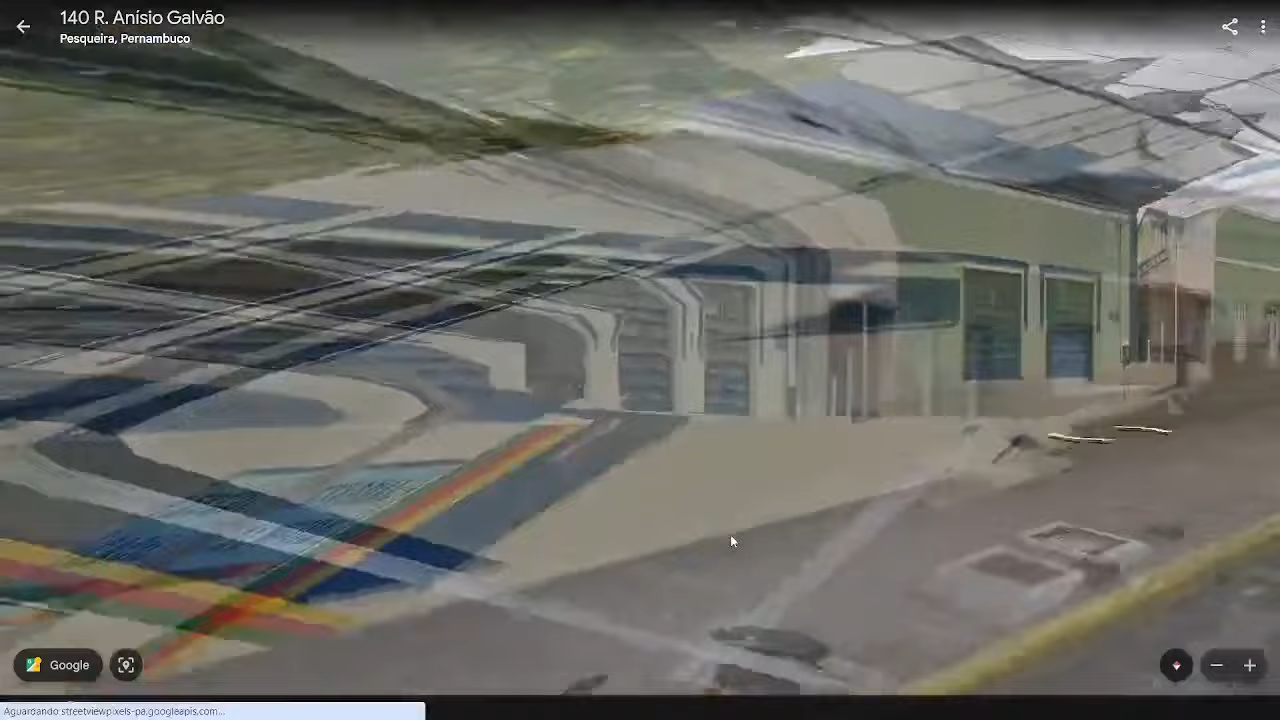 140 R. Anísio Galvão
Pesqueira, Pernambuco
Google
Aguardando streetviewpixels-pa.googleapis.com...